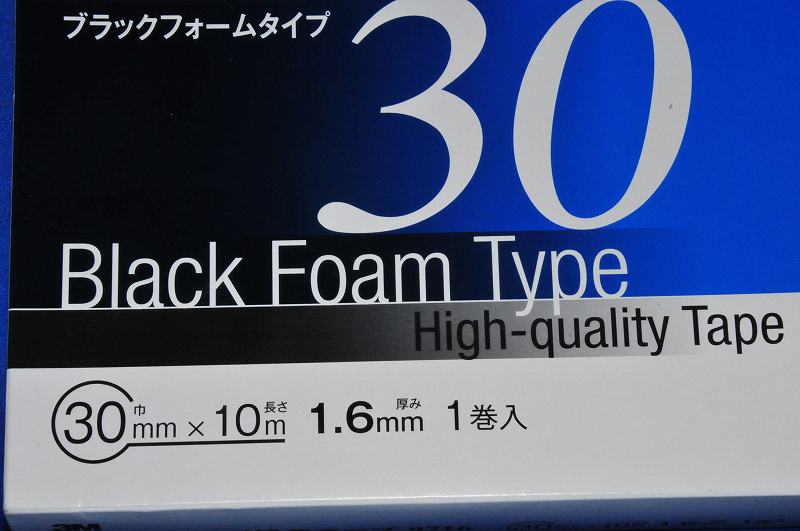 ブラックフォームタイプ
30
Black Foam Type
High-quality Tape
30巾mm×10長さm 1.6厚みmm 1巻入
3M